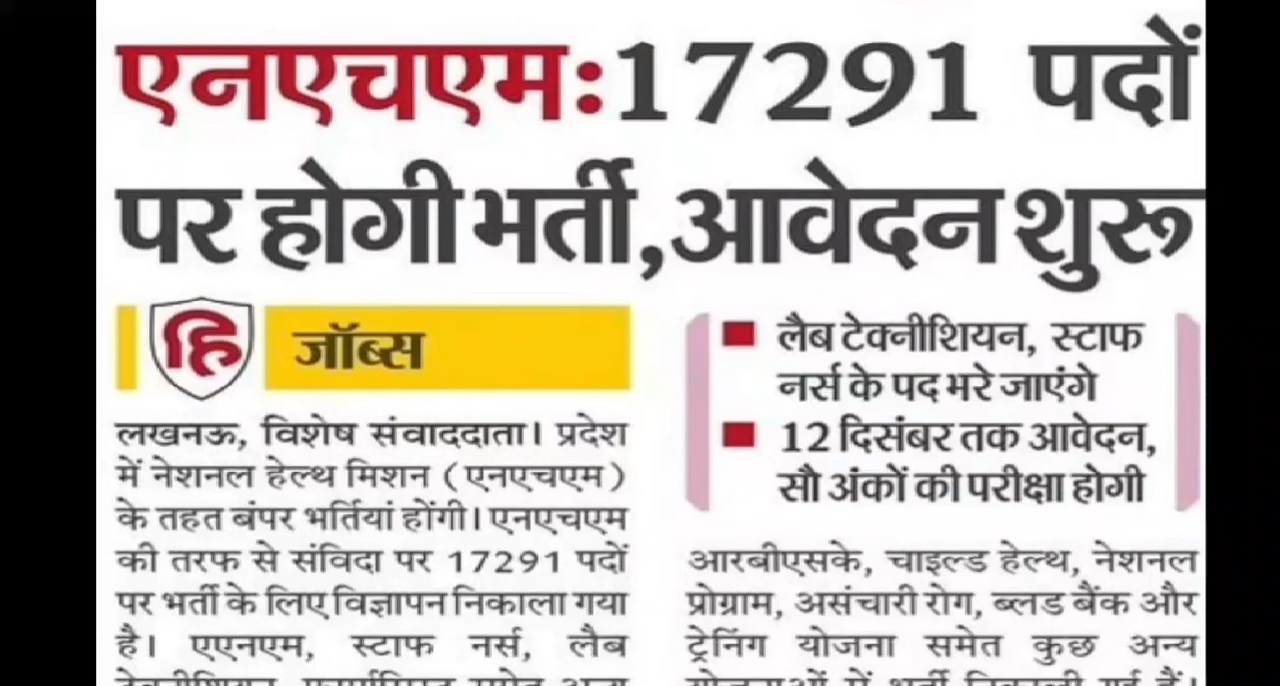 एनएचएम:17291 पदों
पर होगी भर्ती,आवेदन शुरू
हि जॉब्स
लखनऊ, विशेष संवाददाता। प्रदेश
में नेशनल हेल्थ मिशन (एनएचएम)
के तहत बंपर भर्तियां होंगी। एनएचएम
की तरफ से संविदा पर 17291 पदों
पर भर्ती के लिए विज्ञापन निकाला गया
है। एएनएम, स्टाफ नर्स, लैब
■ लैब टेक्नीशियन, स्टाफ
नर्स के पद भरे जाएंगे
■ 12 दिसंबर तक आवेदन,
सौ अंकों की परीक्षा होगी
आरबीएसके, चाइल्ड हेल्थ, नेशनल
प्रोग्राम, असंचारी रोग, ब्लड बैंक और
ट्रेनिंग योजना समेत कुछ अन्य